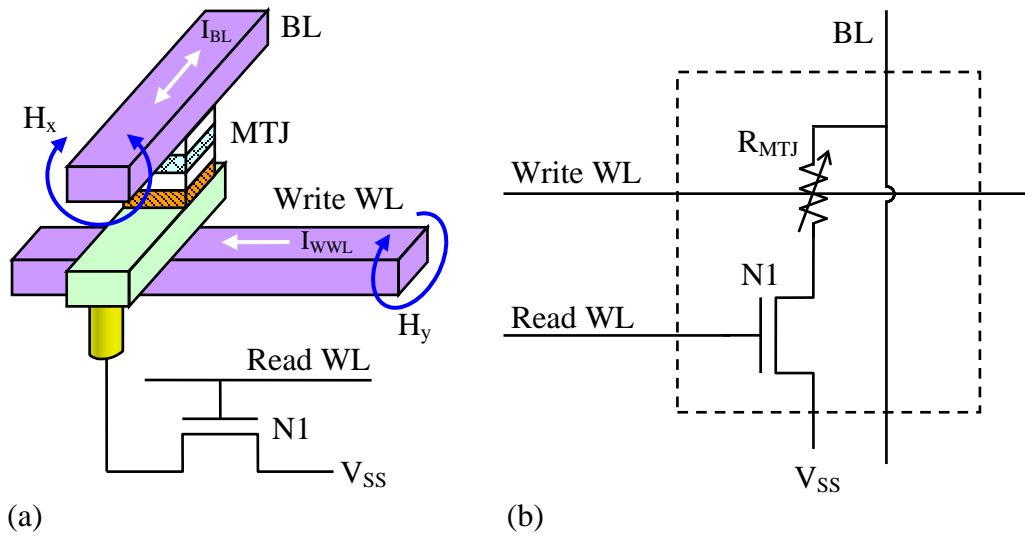 I_BL
BL
H_x
MTJ
Write WL
I_WWL
H_y
Read WL
N1
V_SS
(a)
BL
R_MTJ
Write WL
N1
Read WL
V_SS
(b)